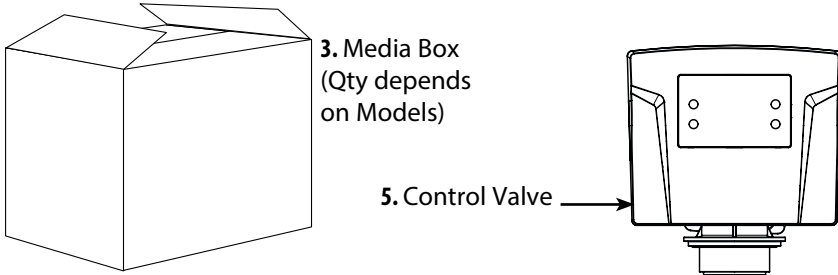 3. Media Box
(Qty depends
on Models)
5. Control Valve